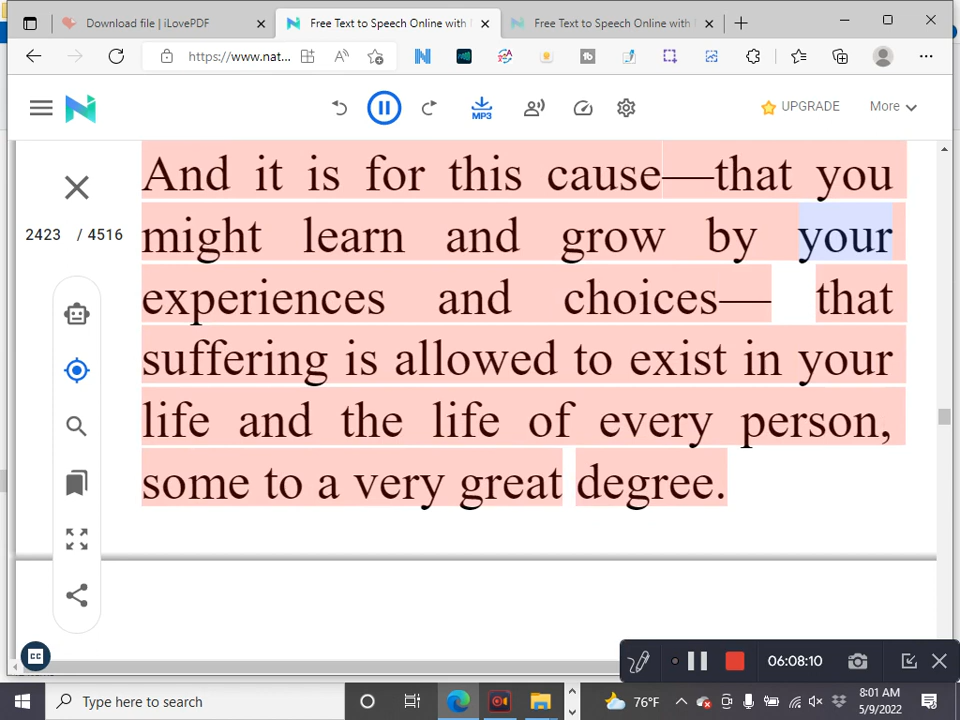 Download file | iLovePDF
Free Text to Speech Online with
Free Text to Speech Online with
https://www.nat...
UPGRADE
More
MP3
And it is for this cause—that you
2423 / 4516
might learn and grow by your
experiences and choices— that
suffering is allowed to exist in your
life and the life of every person,
some to a very great degree.
CC
06:08:10
Type here to search
76°F
8:01 AM
5/9/2022